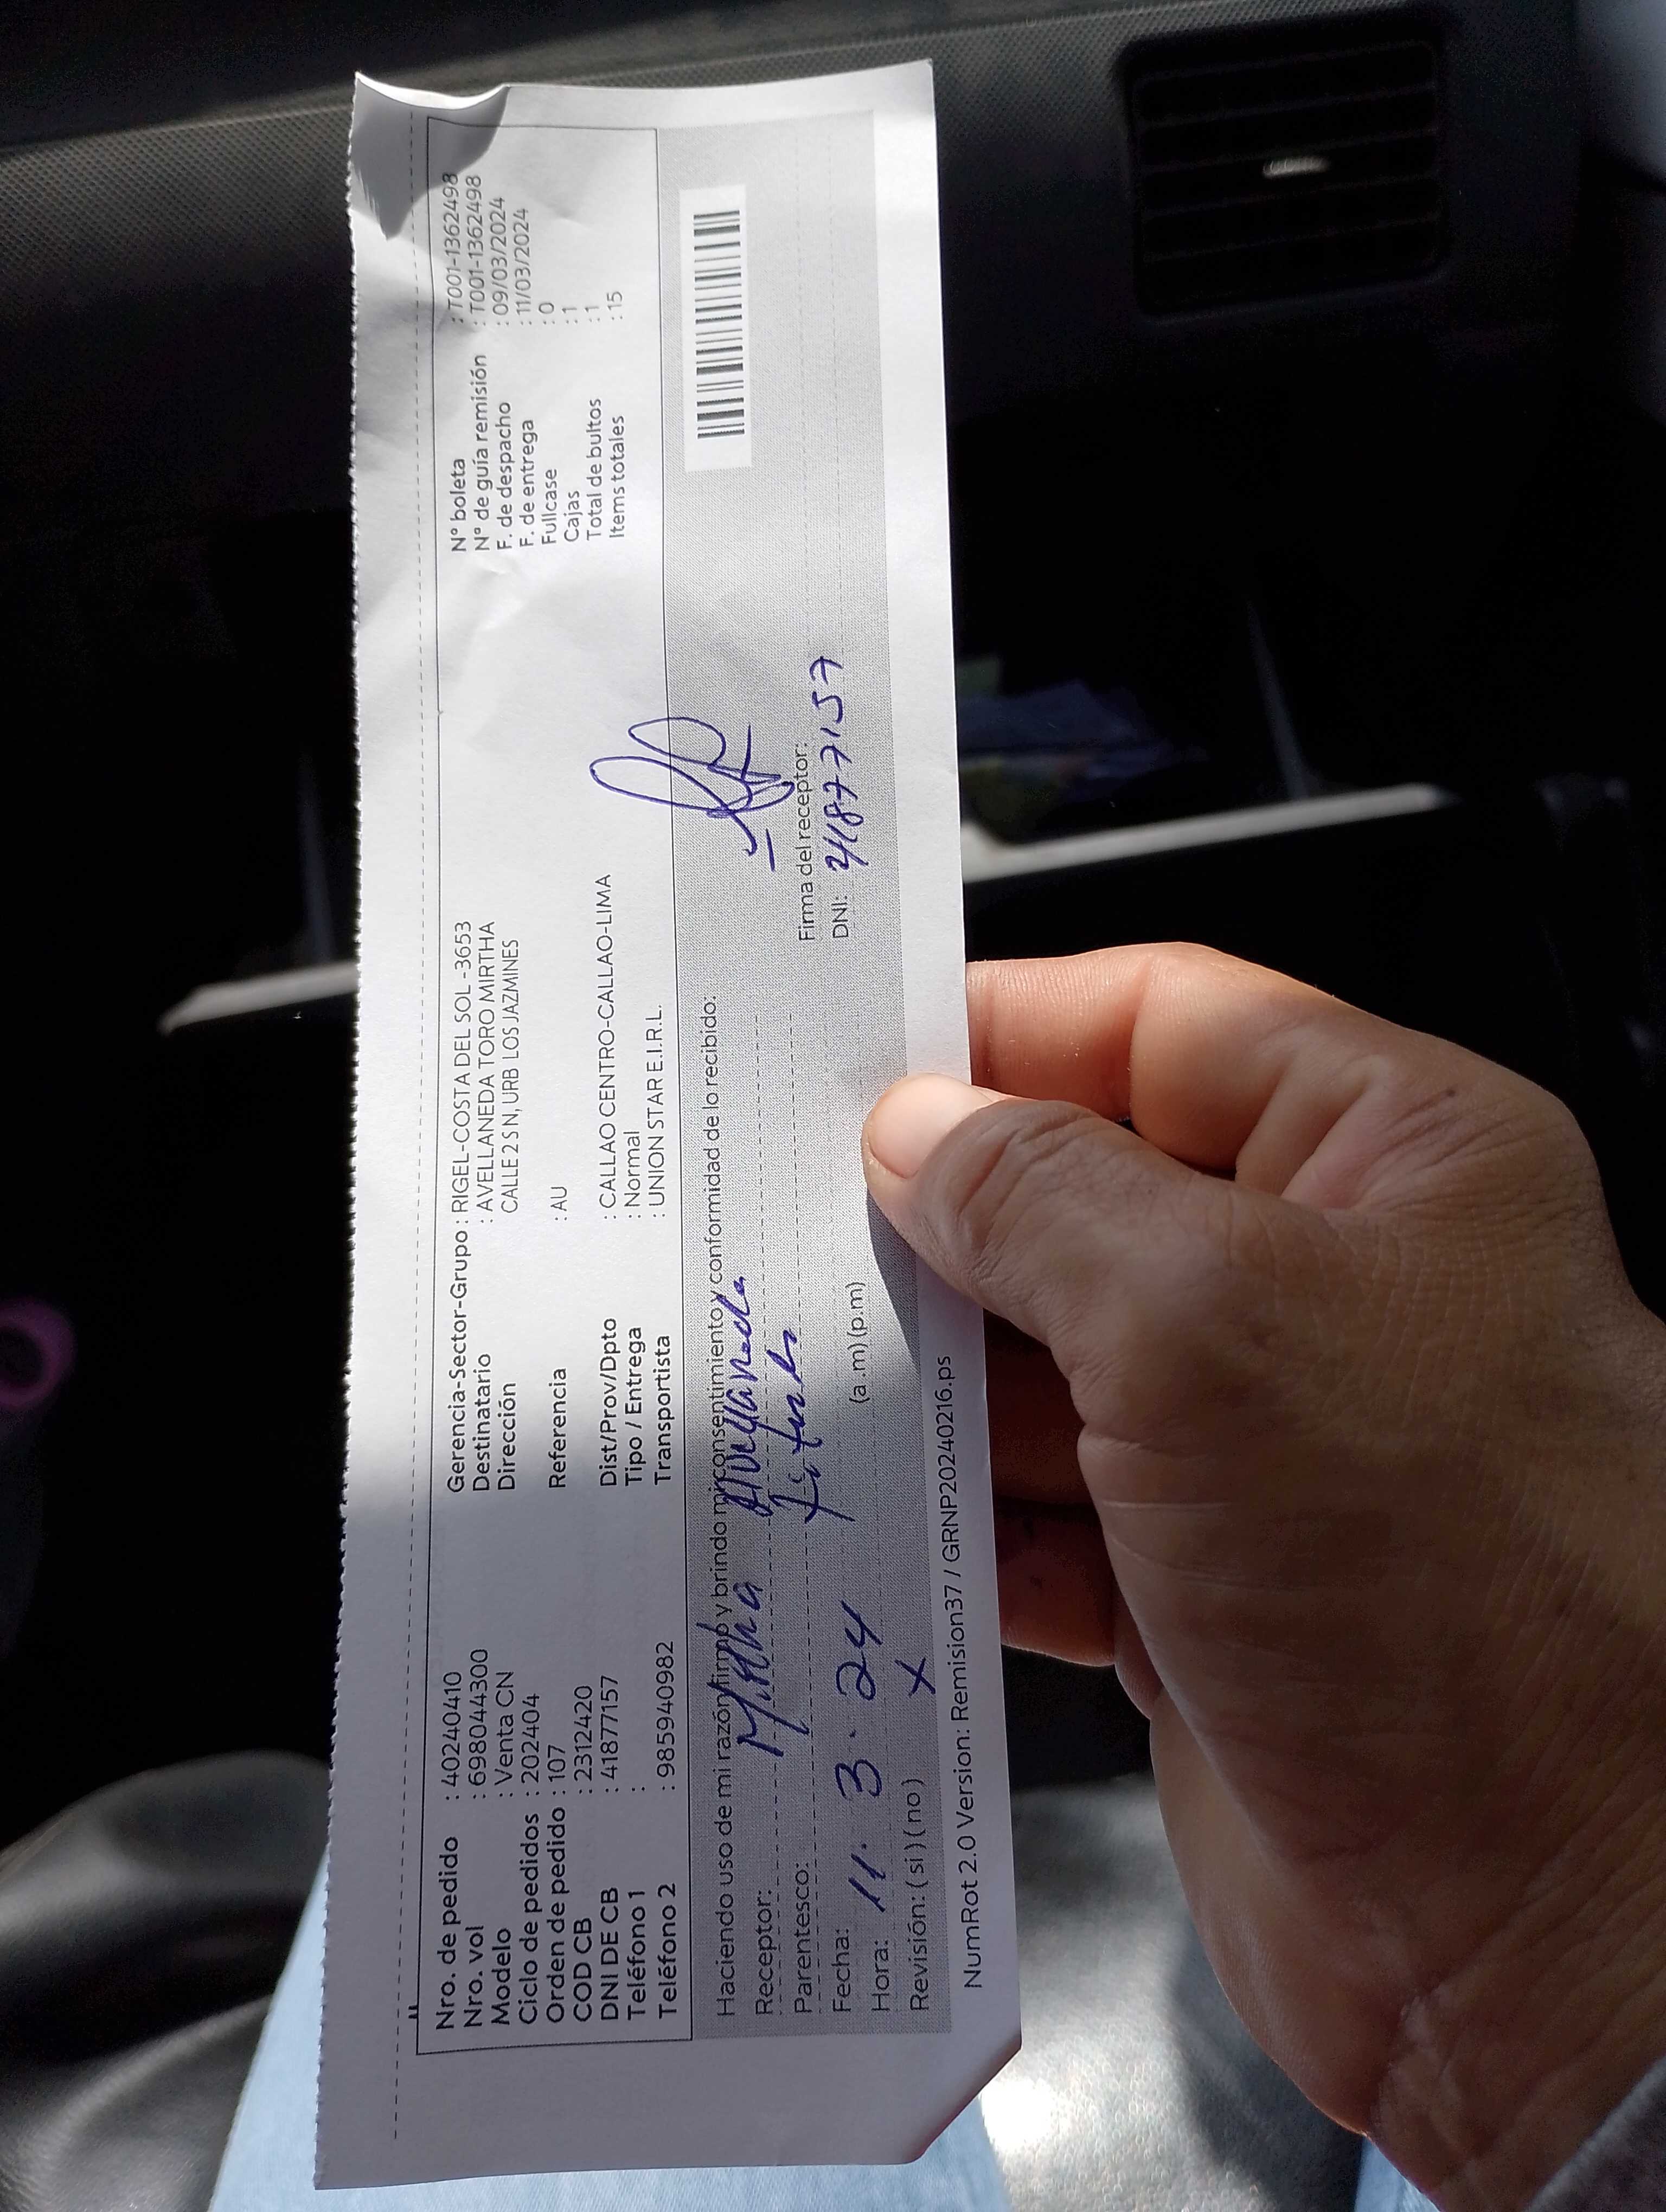 Nro. de pedido : 40240410
Nro. vol : 698044300
Modelo : Venta CN
Ciclo de pedidos : 202404
Orden de pedido : 107
COD CB : 2312420
DNI DE CB : 41877157
Teléfono 1 :
Teléfono 2 : 985940982
Gerencia-Sector-Grupo : RIGEL-COSTA DEL SOL -3653
Destinatario : AVELLANEDA TORO MIRTHA
Dirección CALLE 2 S N, URB LOS JAZMINES
Referencia : AU
Dist/Prov/Dpto : CALLAO CENTRO-CALLAO-LIMA
Tipo / Entrega : Normal
Transportista : UNION STAR E.I.R.L.
N° boleta : T001-1362498
N° de guía remisión : T001-1362498
F. de despacho : 09/03/2024
F. de entrega : 11/03/2024
Fullcase : 0
Cajas : 1
Total de bultos : 1
Items totales : 15
Haciendo uso de mi razón firmo y brindo mi consentimiento y conformidad de lo recibido.
Receptor: Mirtha Avellaneda
Parentesco:
Fecha: 11. 3. 24
Hora: (a .m) (p.m)
Revisión: ( si ) ( no ) X
Firma del receptor:
DNI: 41877157
NumRot 2.0 Version: Remision37 / GRNP20240216.ps